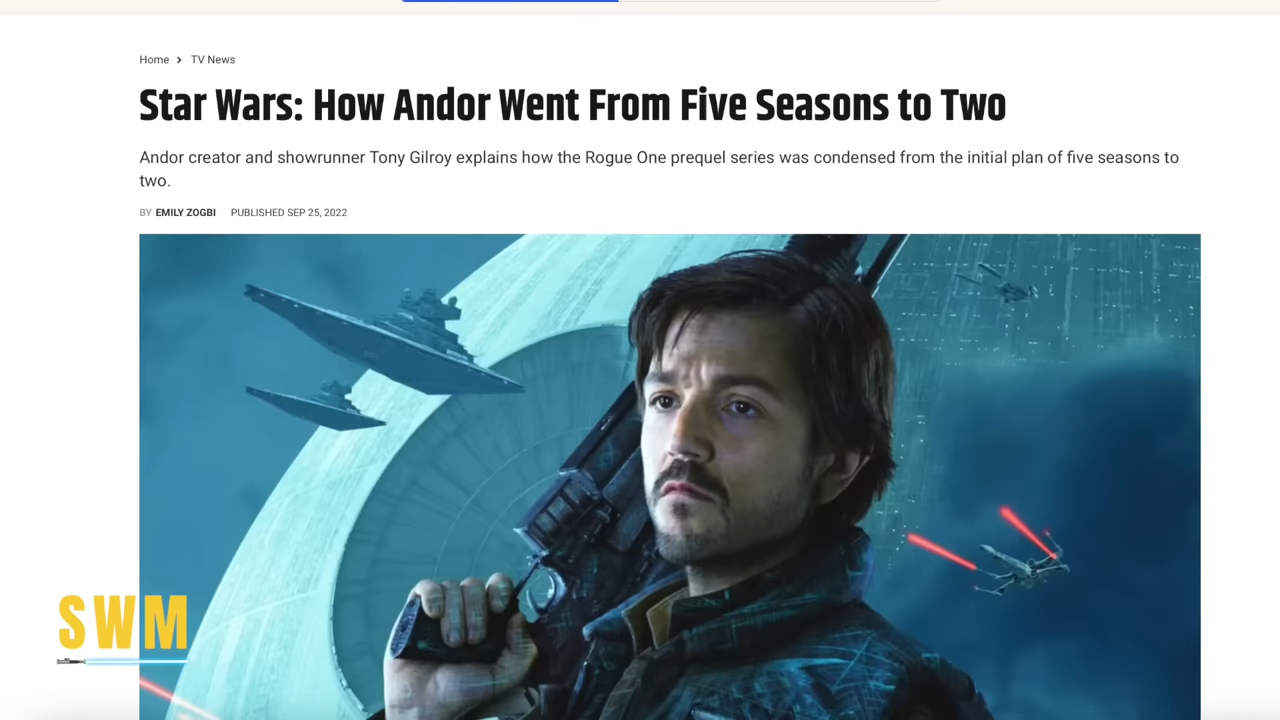 Home > TV News
Star Wars: How Andor Went From Five Seasons to Two
Andor creator and showrunner Tony Gilroy explains how the Rogue One prequel series was condensed from the initial plan of five seasons to
two.
BY EMILY ZOGBI PUBLISHED SEP 25, 2022
SWM